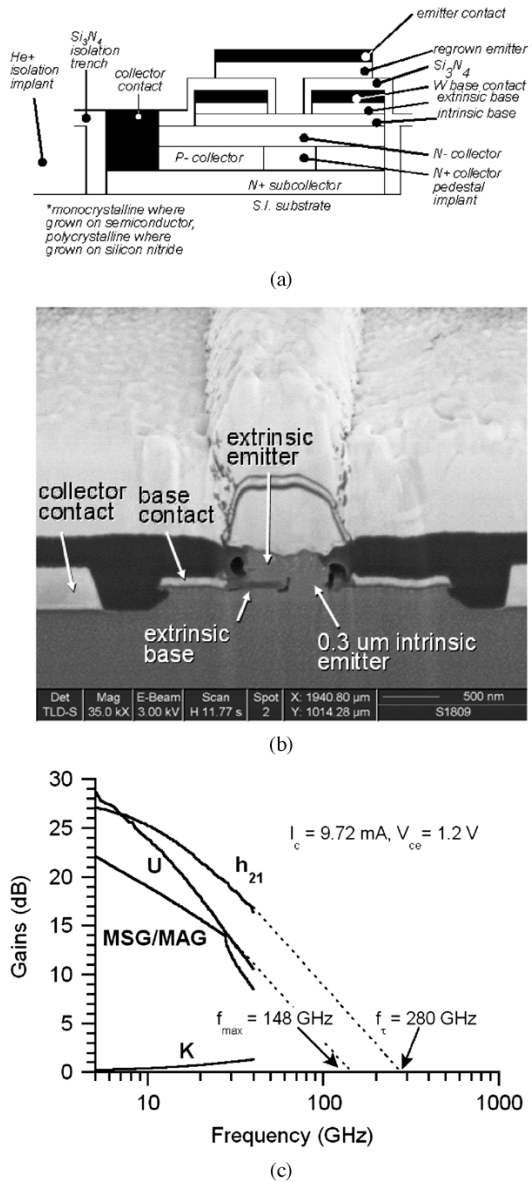 emitter contact
regrown emitter
Si3N4
W base contact
extrinsic base
intrinsic base
N- collector
N+ collector
pedestal
implant
Si3N4
isolation
trench
He+
isolation
implant
collector
contact
P- collector
N+ subcollector
S.I. substrate
*monocrystalline where
grown on semiconductor,
polycrystalline where
grown on silicon nitride
(a)
extrinsic
emitter
collector
contact
base
contact
extrinsic
base
0.3 um intrinsic
emitter
Det Mag E-Beam Scan Spot X: 1940.80 µm 500 nm
TLD-S 35.0 kX 3.00 kV H 11.77 s 2 Y: 1014.28 µm S1809
(b)
30
25
20
15
10
5
0
Gains (dB)
Ic = 9.72 mA, Vce = 1.2 V
U
h21
MSG/MAG
fmax = 148 GHz
fτ = 280 GHz
K
10
100
1000
Frequency (GHz)
(c)